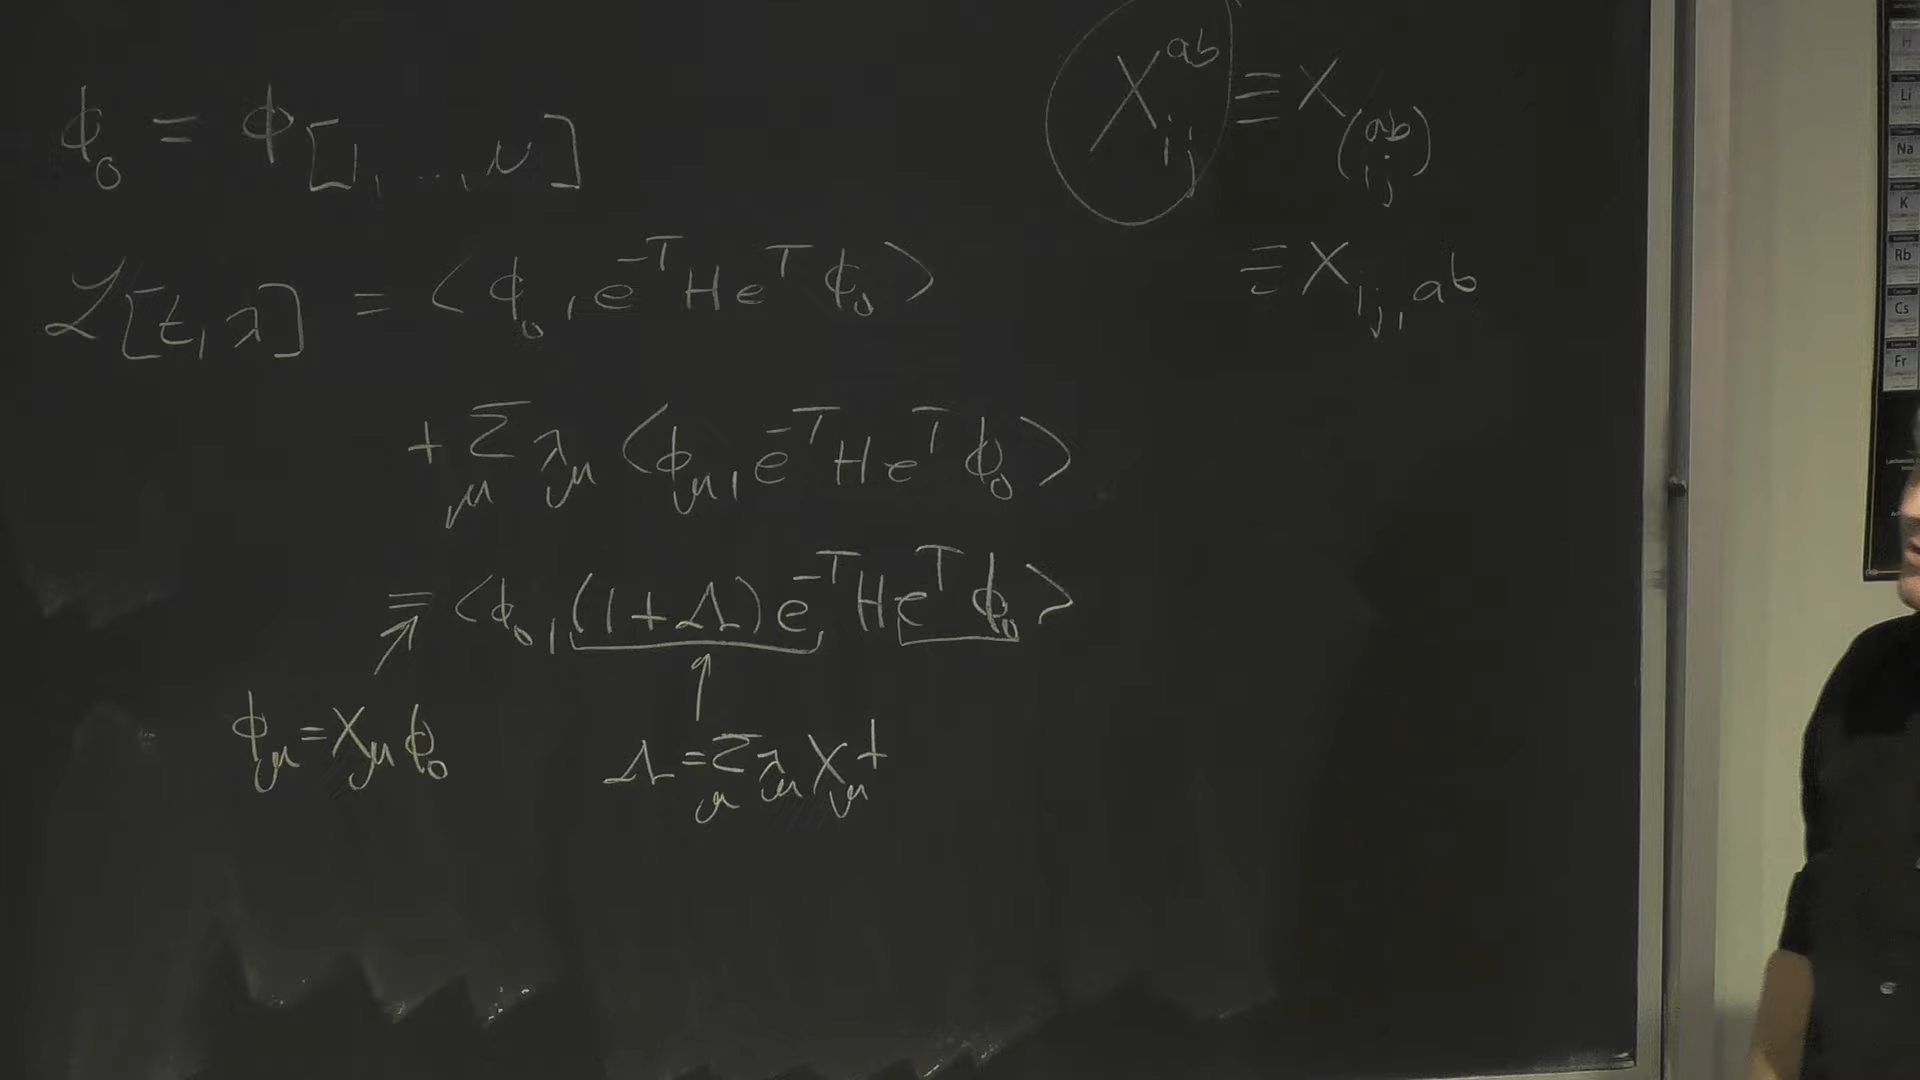 ϕ₀ = ϕ_[1, ..., N]
ℒ[t, λ] = ⟨ϕ₀, e^{-T} H e^{T} ϕ₀⟩
+ Σ_μ λ_μ ⟨ϕ_μ, e^{-T} H e^{T} ϕ₀⟩
= ⟨ϕ₀, (1 + Λ) e^{-T} H e^{T} ϕ₀⟩
ϕ_μ = X_μ ϕ₀
Λ = Σ_μ λ_μ X_μ^†
X_{ij}^{ab} ≡ X_{(ab ij)}
≡ X_{ij, ab}
H
Li
Na
K
Rb
Cs
Fr